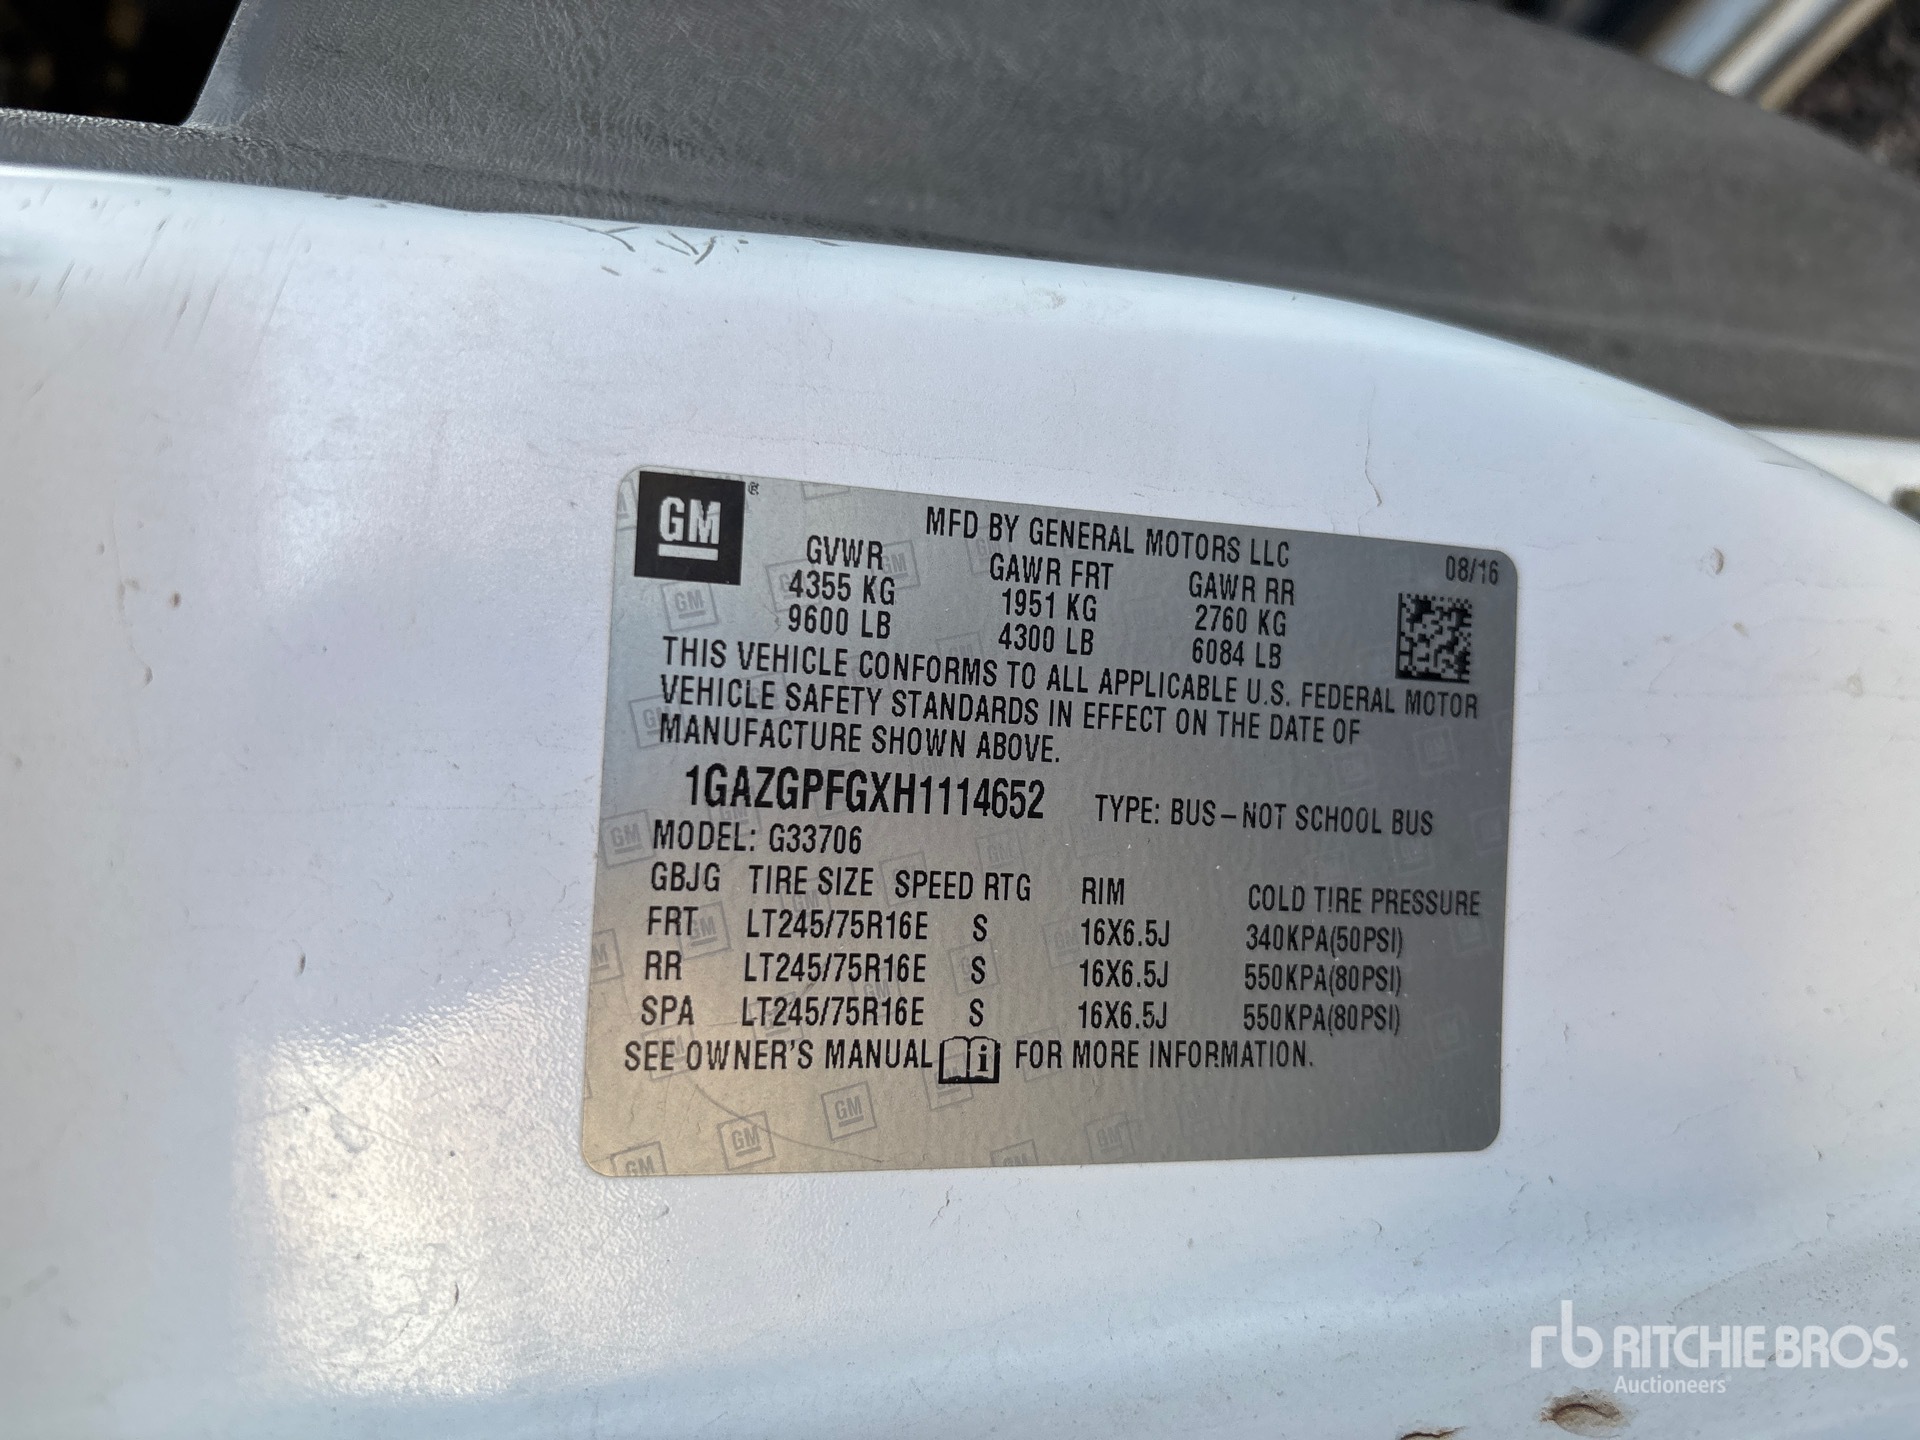 GM
MFD BY GENERAL MOTORS LLC 08/16
GVWR GAWR FRT GAWR RR
4355 KG 1951 KG 2760 KG
9600 LB 4300 LB 6084 LB
THIS VEHICLE CONFORMS TO ALL APPLICABLE U.S. FEDERAL MOTOR
VEHICLE SAFETY STANDARDS IN EFFECT ON THE DATE OF
MANUFACTURE SHOWN ABOVE.
1GAZGPFGXH1114652 TYPE: BUS – NOT SCHOOL BUS
MODEL: G33706
GBJG TIRE SIZE SPEED RTG RIM COLD TIRE PRESSURE
FRT LT245/75R16E S 16X6.5J 340KPA(50PSI)
RR LT245/75R16E S 16X6.5J 550KPA(80PSI)
SPA LT245/75R16E S 16X6.5J 550KPA(80PSI)
SEE OWNER'S MANUAL i FOR MORE INFORMATION.
rb RITCHIE BROS.
Auctioneers